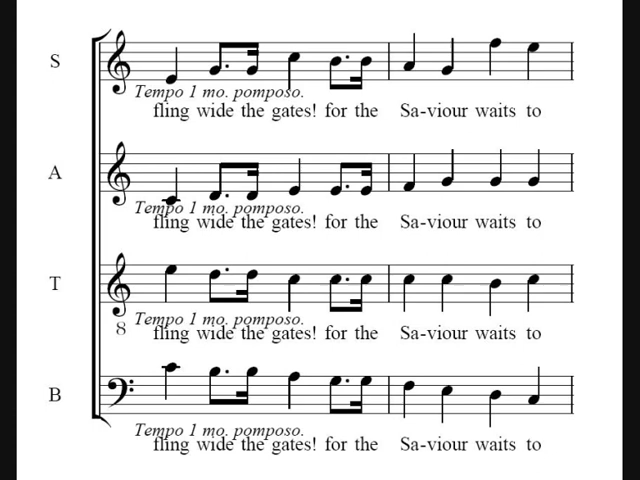 S
Tempo 1 mo. pomposo.
fling wide the gates! for the Sa-viour waits to
A
Tempo 1 mo. pomposo.
fling wide the gates! for the Sa-viour waits to
T
8
Tempo 1 mo. pomposo.
fling wide the gates! for the Sa-viour waits to
B
Tempo 1 mo. pomposo.
fling wide the gates! for the Sa-viour waits to